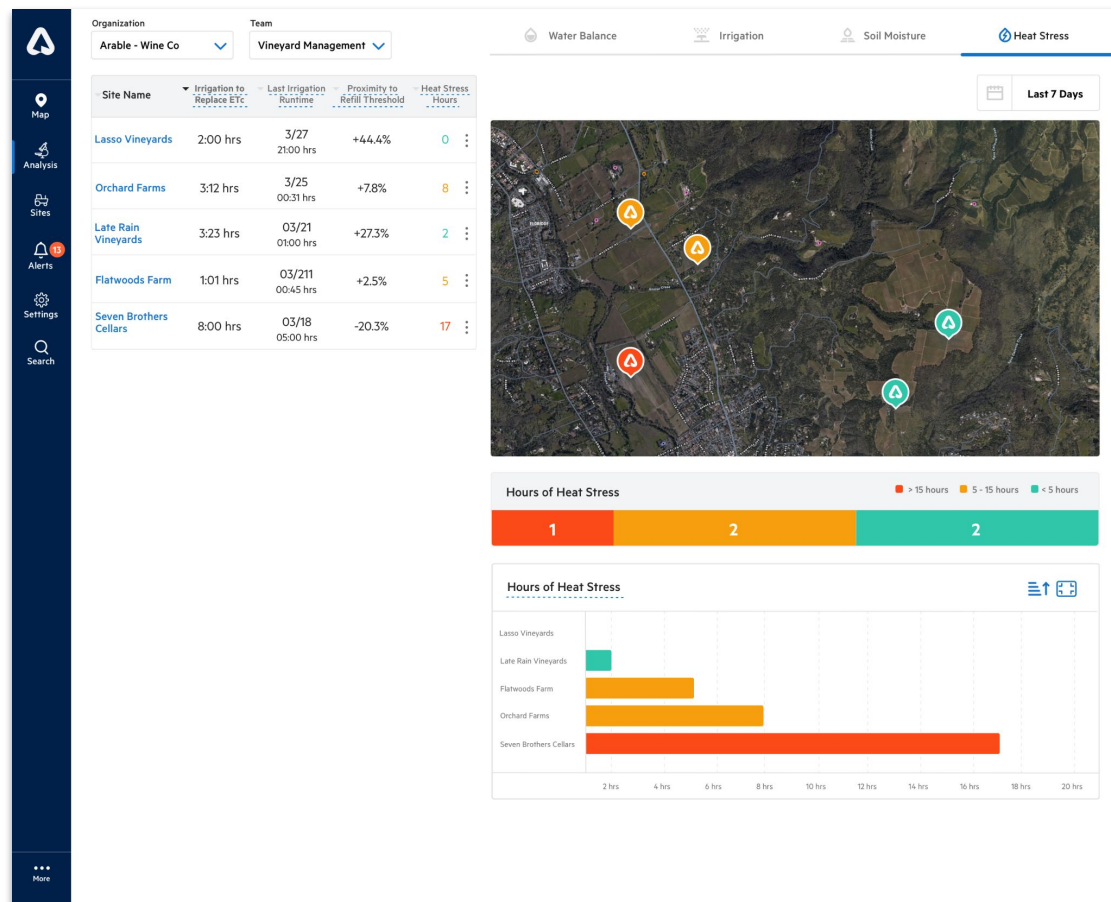 Organization
Team
Arable - Wine Co
Vineyard Management
Water Balance
Irrigation
Soil Moisture
Heat Stress
Last 7 Days
Map
Analysis
Sites
13
Alerts
Settings
Search
More
Site Name
Irrigation to
Replace ETc
Last Irrigation
Runtime
Proximity to
Refill Threshold
Heat Stress
Hours
Lasso Vineyards
2:00 hrs
3/27
21:00 hrs
+44.4%
0
Orchard Farms
3:12 hrs
3/25
00:31 hrs
+7.8%
8
Late Rain
Vineyards
3:23 hrs
03/21
01:00 hrs
+27.3%
2
Flatwoods Farm
1:01 hrs
03/211
00:45 hrs
+2.5%
5
Seven Brothers
Cellars
8:00 hrs
03/18
05:00 hrs
-20.3%
17
ELDRIDGE
Hours of Heat Stress
> 15 hours
5 - 15 hours
< 5 hours
1
2
2
Hours of Heat Stress
Lasso Vineyards
Late Rain Vineyards
Flatwoods Farm
Orchard Farms
Seven Brothers Cellars
2 hrs
4 hrs
6 hrs
8 hrs
10 hrs
12 hrs
14 hrs
16 hrs
18 hrs
20 hrs